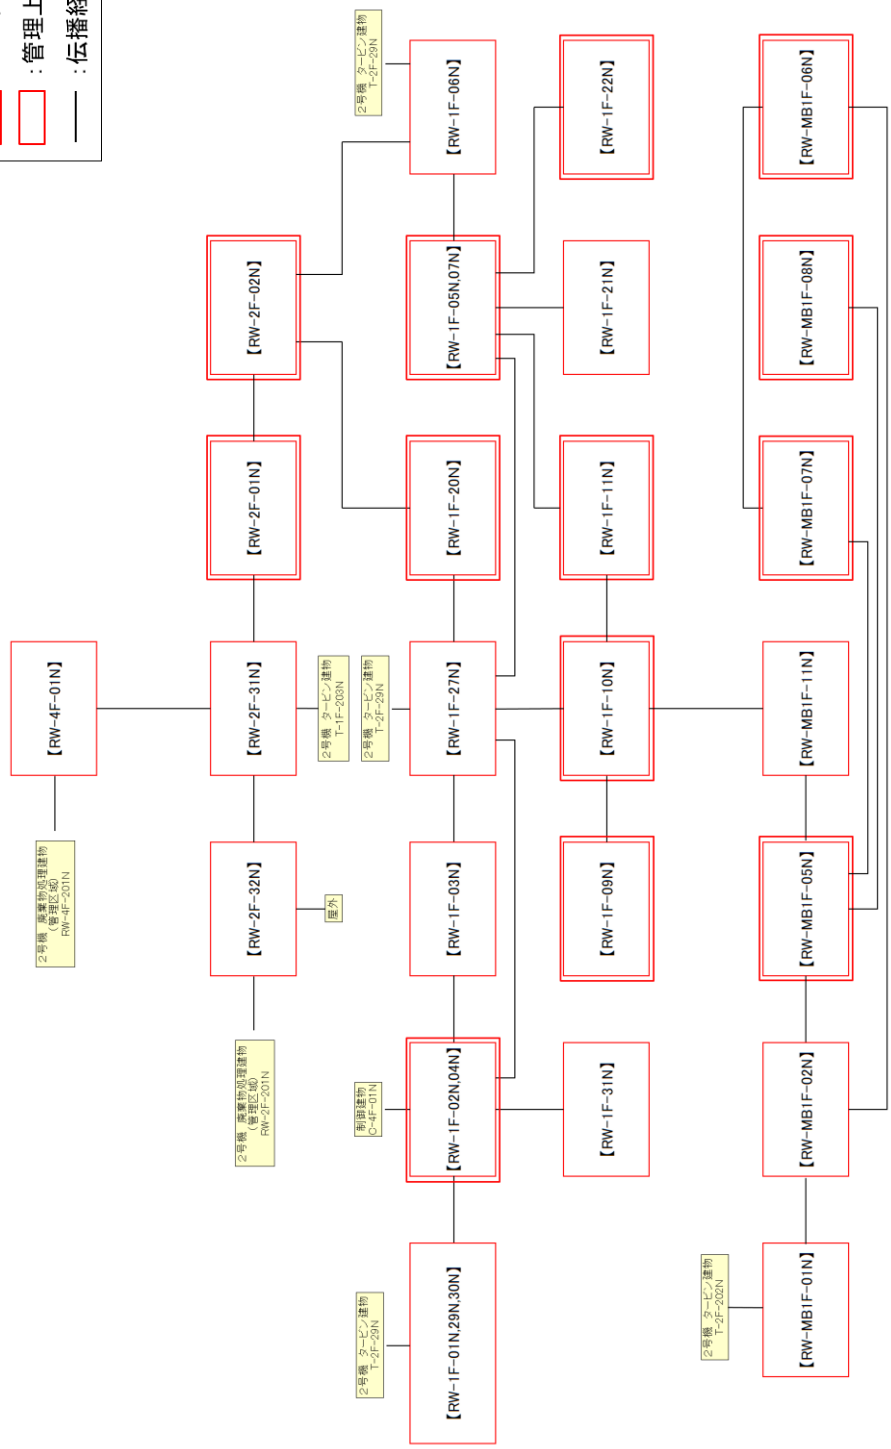 :管理上
:伝播経
【RW-4F-01N】
2号機 廃棄物処理建物
(管理区域)
RW-4F-201N
2号機 廃棄物処理建物
(管理区域)
RW-2F-201N
【RW-2F-32N】
屋外
【RW-2F-31N】
2号機 タービン建物
T-1F-203N
【RW-2F-01N】
【RW-2F-02N】
2号機 タービン建物
T-2F-29N
【RW-1F-01N,29N,30N】
制御建物
C-4F-01N
【RW-1F-02N,04N】
【RW-1F-03N】
2号機 タービン建物
T-2F-29N
【RW-1F-27N】
【RW-1F-20N】
【RW-1F-05N,07N】
2号機 タービン建物
T-2F-29N
【RW-1F-06N】
【RW-1F-31N】
【RW-1F-09N】
【RW-1F-10N】
【RW-1F-11N】
【RW-1F-21N】
【RW-1F-22N】
2号機 タービン建物
T-2F-202N
【RW-MB1F-01N】
【RW-MB1F-02N】
【RW-MB1F-05N】
【RW-MB1F-11N】
【RW-MB1F-07N】
【RW-MB1F-08N】
【RW-MB1F-06N】